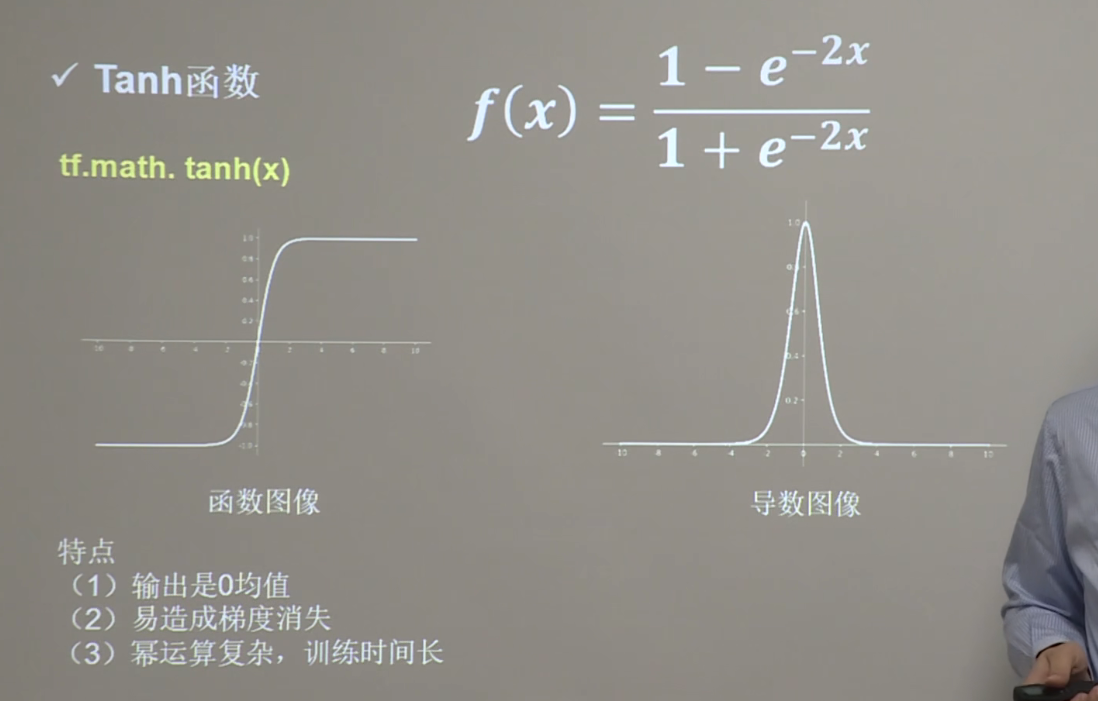 ✓ Tanh函数
f(x) = (1 − e^{−2x}) / (1 + e^{−2x})
tf.math. tanh(x)
1.0
0.8
0.6
0.4
0.2
-10 -8 -6 -4 -2 2 4 6 8 10
-0.2
-0.4
-0.6
-0.8
-1.0
函数图像
1.0
0.8
0.6
0.4
0.2
-10 -8 -6 -4 -2 0 2 4 6 8 10
导数图像
特点
（1）输出是0均值
（2）易造成梯度消失
（3）幂运算复杂，训练时间长